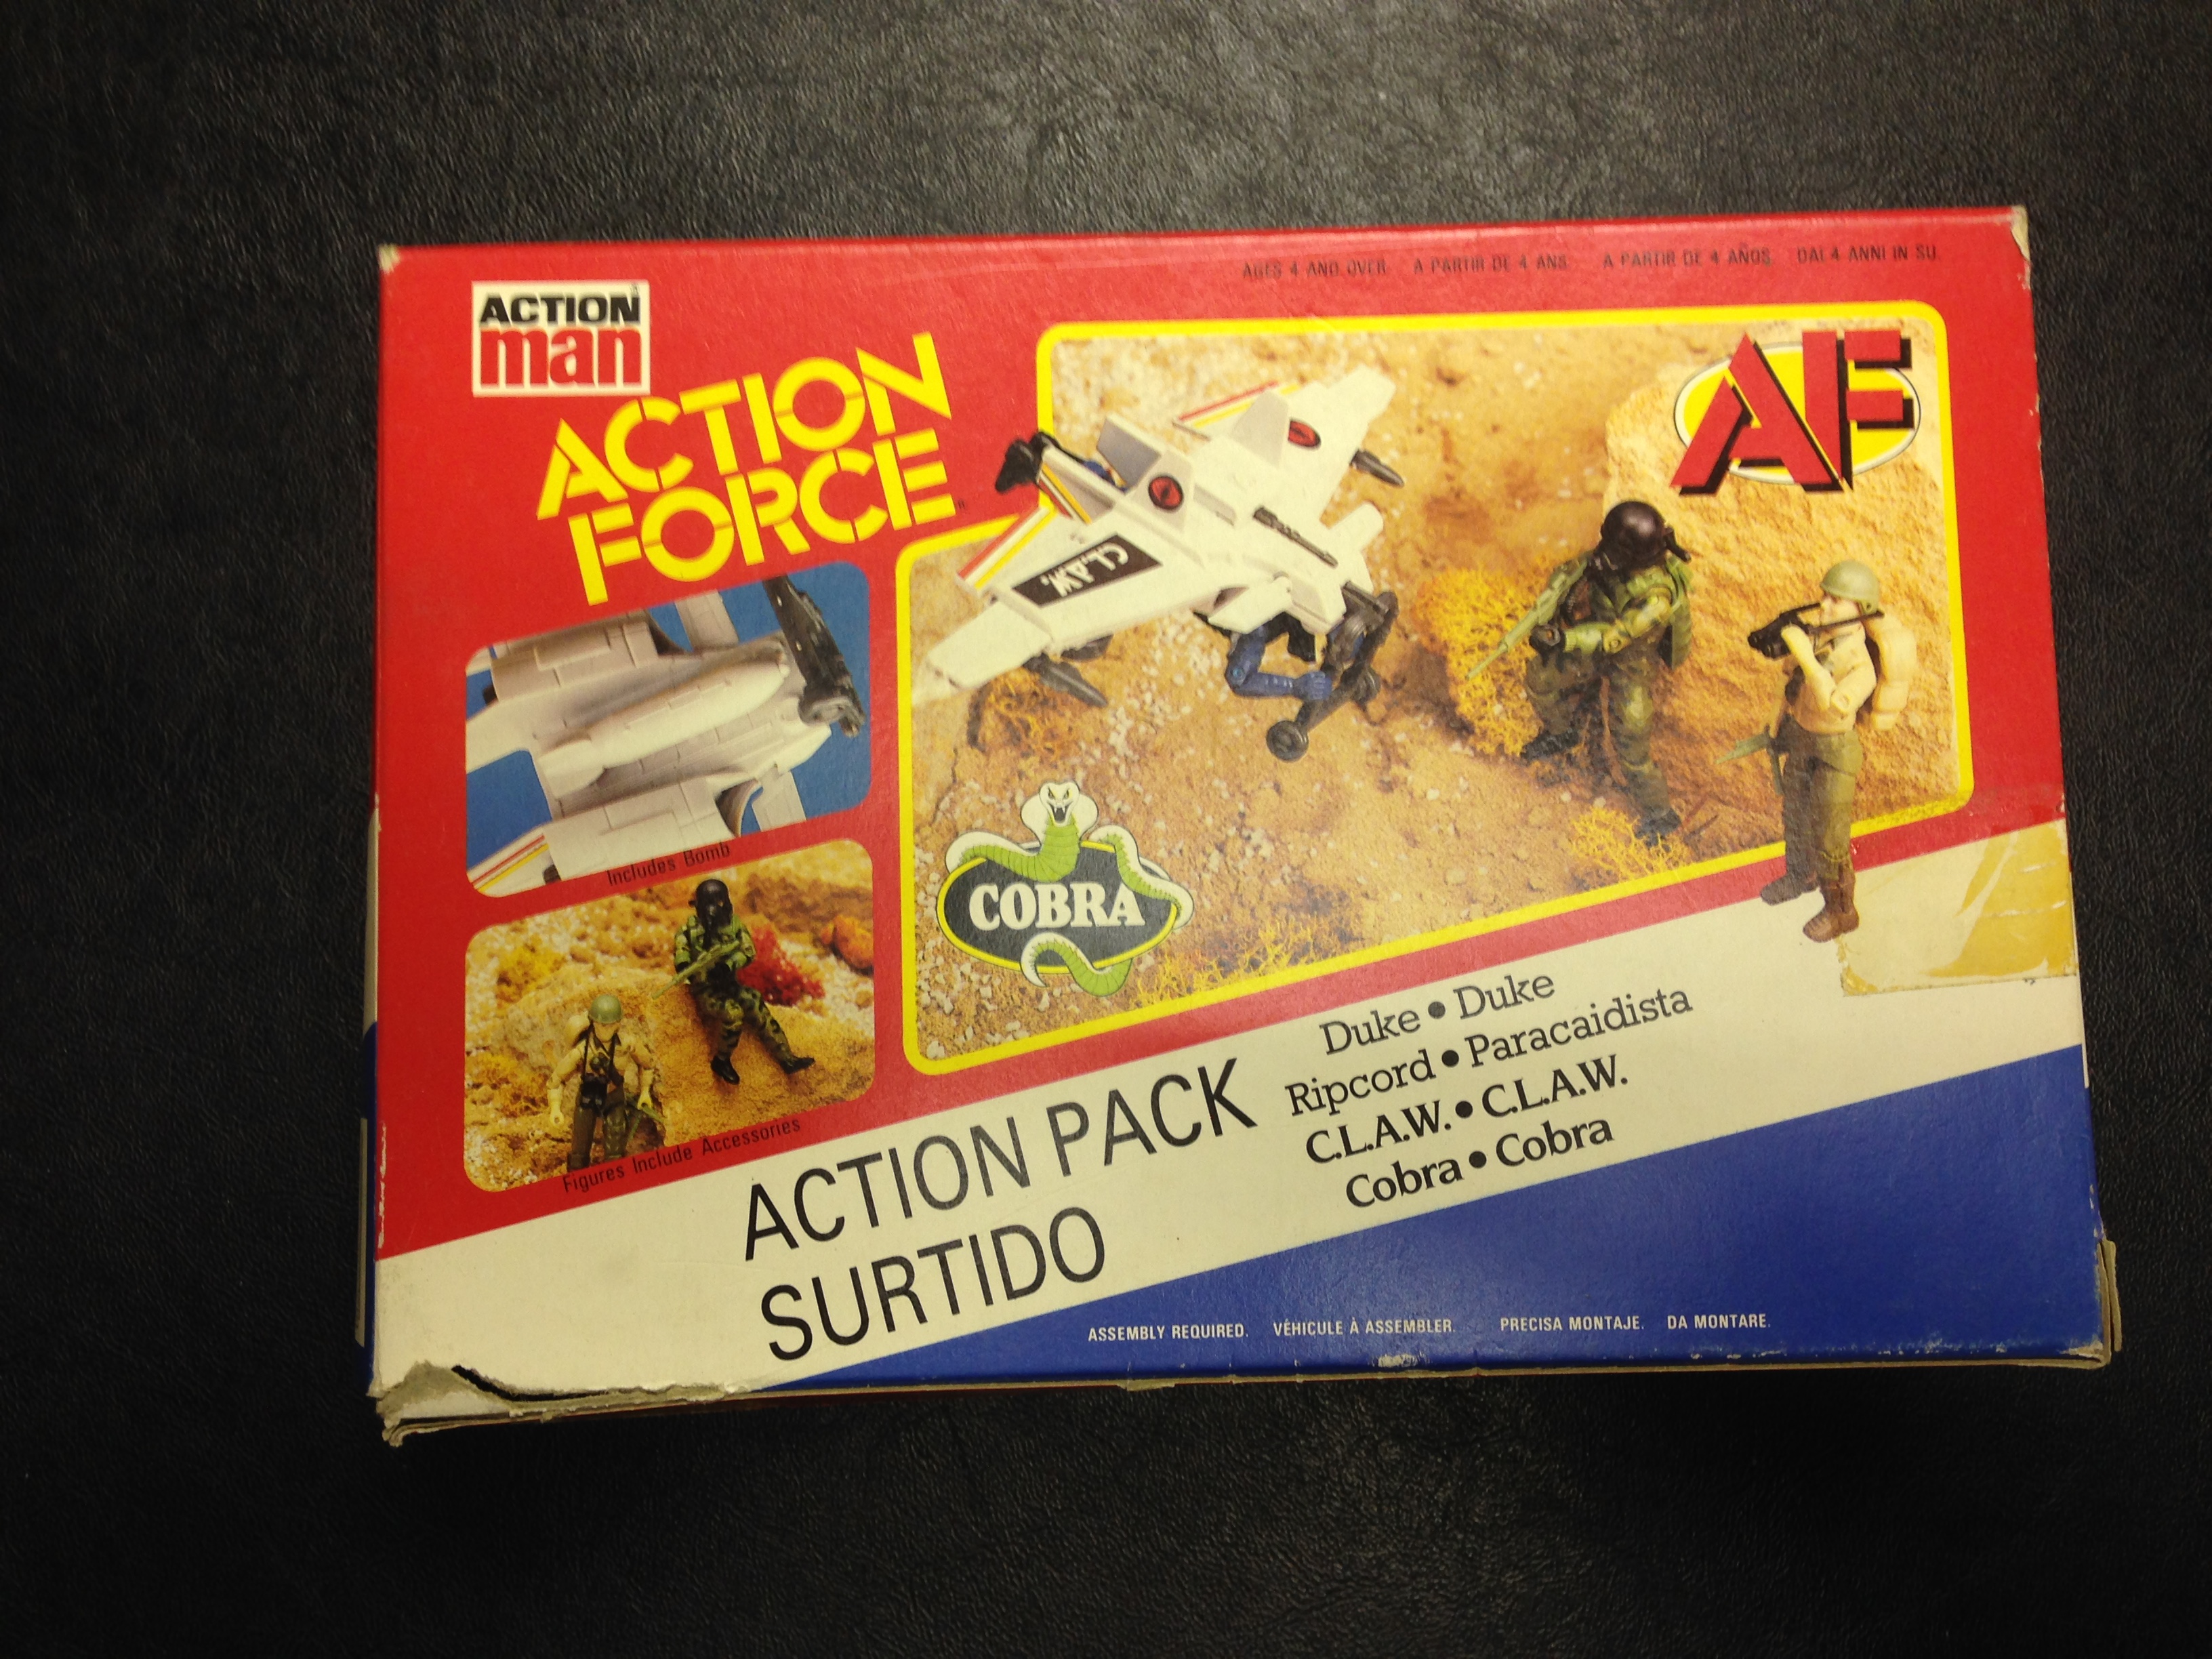 AGES 4 AND OVER. A PARTIR DE 4 ANS. A PARTIR DE 4 AÑOS. DAI 4 ANNI IN SU.
ACTION
man
ACTION
FORCE
AF
C.L.A.W.
Includes Bomb
COBRA
Figures Include Accessories
ACTION PACK
SURTIDO
Duke • Duke
Ripcord • Paracaidista
C.L.A.W. • C.L.A.W.
Cobra • Cobra
ASSEMBLY REQUIRED. VÉHICULE À ASSEMBLER. PRECISA MONTAJE. DA MONTARE.